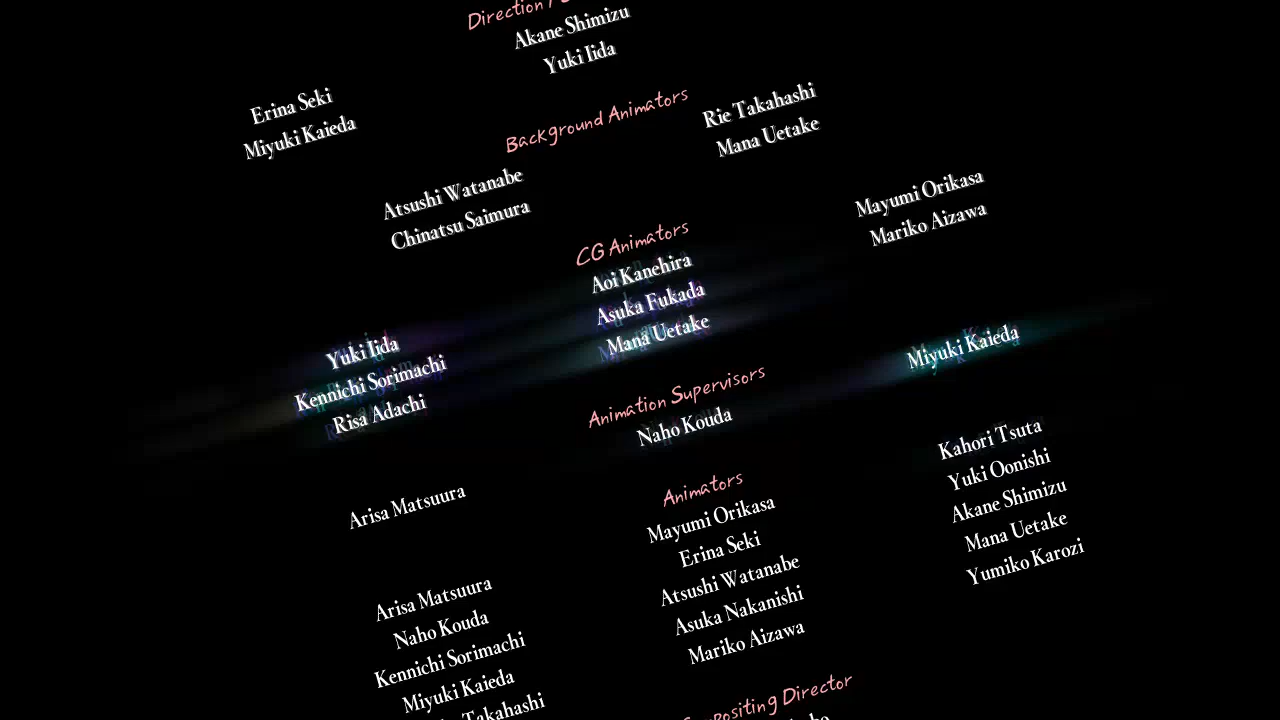 Direction
Erina Seki Akane Shimizu
Miyuki Kaieda Yuki Iida
Background Animators
Atsushi Watanabe Rie Takahashi
Chinatsu Saimura Mana Uetake
CG Animators
Yuki Iida Aoi Kanehira Mayumi Orikasa
Kennichi Sorimachi Asuka Fukada Mariko Aizawa
Risa Adachi Mana Uetake
Animation Supervisors
Arisa Matsuura Naho Kouda Miyuki Kaieda
Animators
Arisa Matsuura Mayumi Orikasa Kahori Tsuta
Naho Kouda Erina Seki Yuki Oonishi
Kennichi Sorimachi Atsushi Watanabe Akane Shimizu
Miyuki Kaieda Asuka Nakanishi Mana Uetake
Takahashi Mariko Aizawa Yumiko Karozi
Director